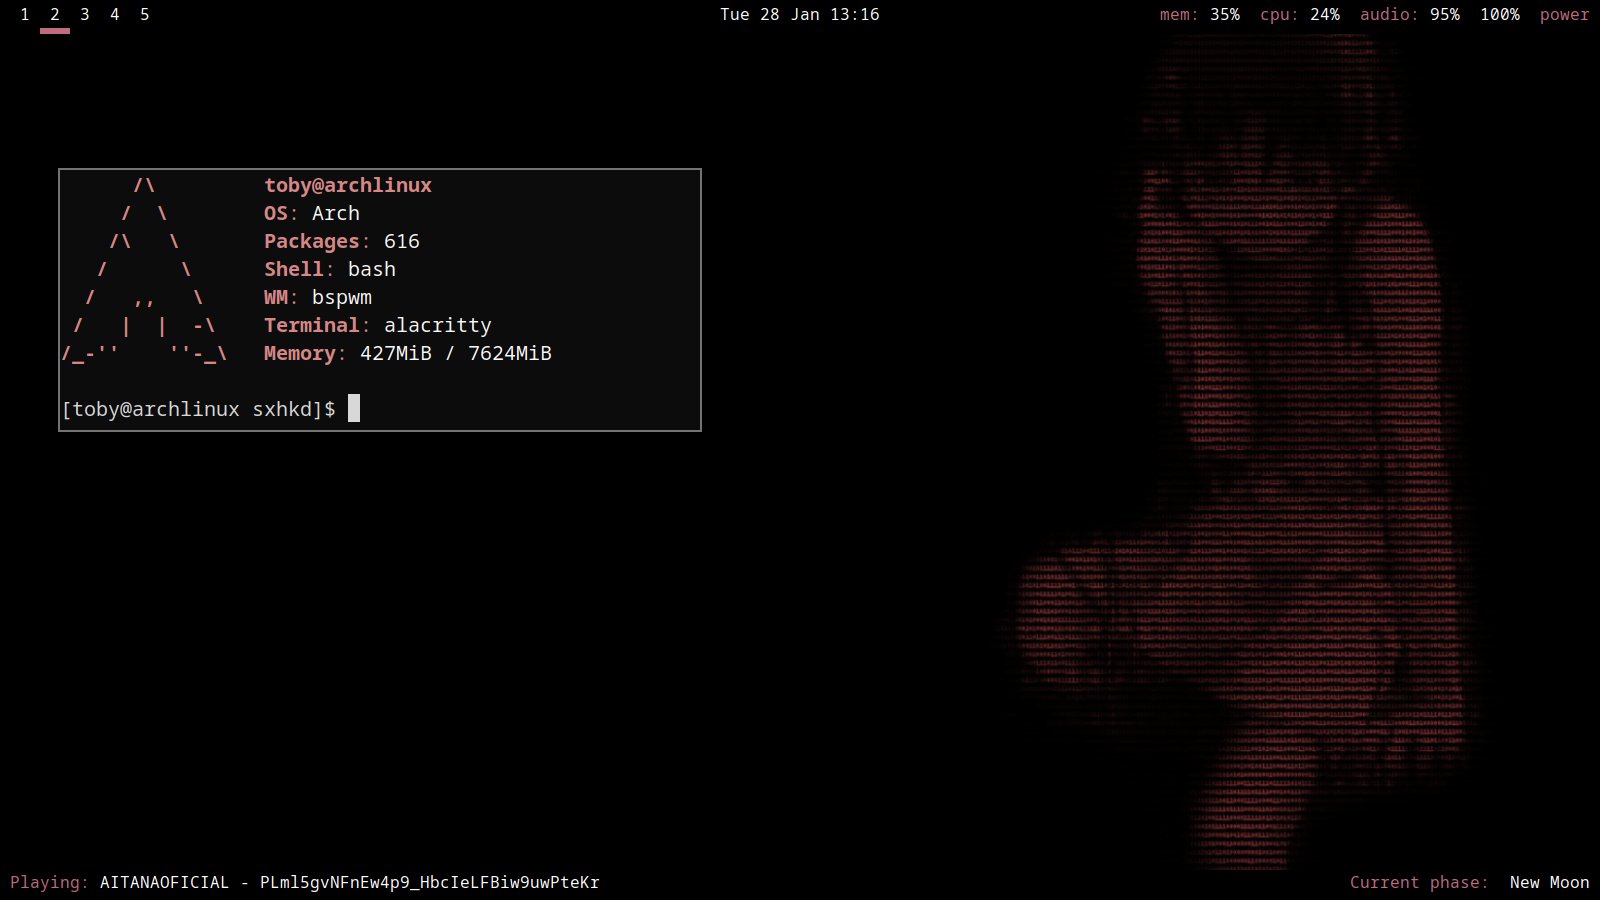 1 2 3 4 5 Tue 28 Jan 13:16 mem: 35% cpu: 24% audio: 95% 100% power
toby@archlinux
OS: Arch
Packages: 616
Shell: bash
WM: bspwm
Terminal: alacritty
Memory: 427MiB / 7624MiB
[toby@archlinux sxhkd]$
Playing: AITANAOFICIAL - PLml5gvNFnEw4p9_HbcIeLFBiw9uwPteKr Current phase: New Moon